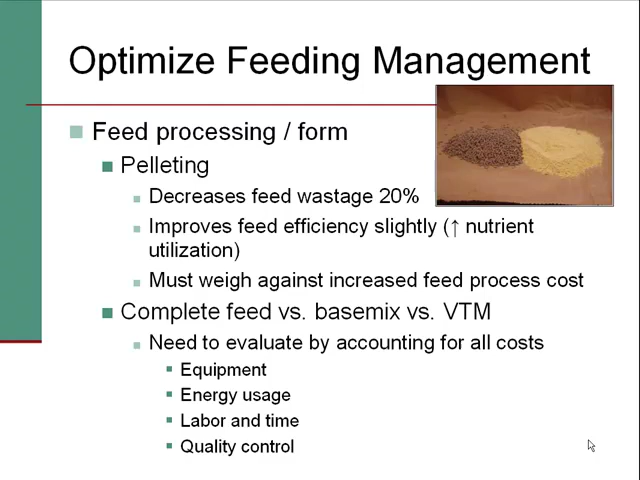 Optimize Feeding Management
Feed processing / form
Pelleting
Decreases feed wastage 20%
Improves feed efficiency slightly (↑ nutrient
utilization)
Must weigh against increased feed process cost
Complete feed vs. basemix vs. VTM
Need to evaluate by accounting for all costs
Equipment
Energy usage
Labor and time
Quality control